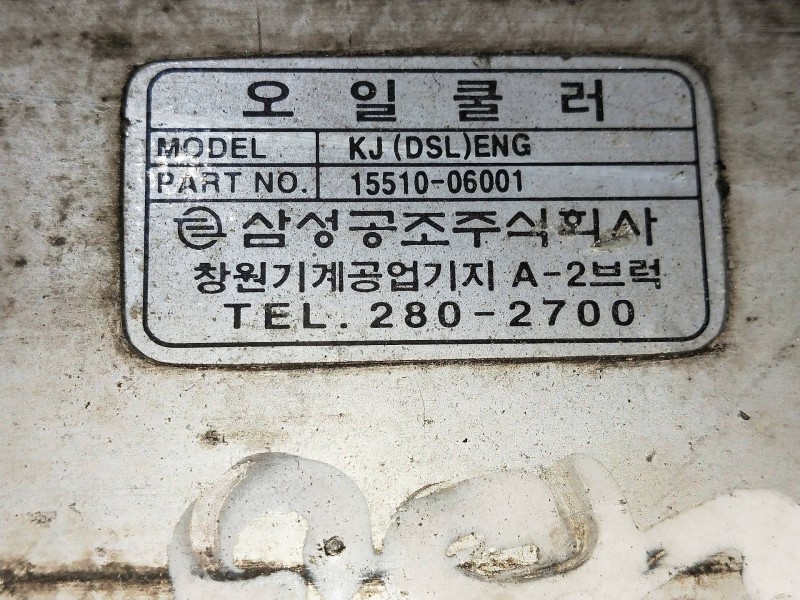 오일쿨러
MODEL KJ (DSL)ENG
PART NO. 15510-06001
삼성공조주식회사
창원기계공업기지 A-2브럭
TEL. 280-2700